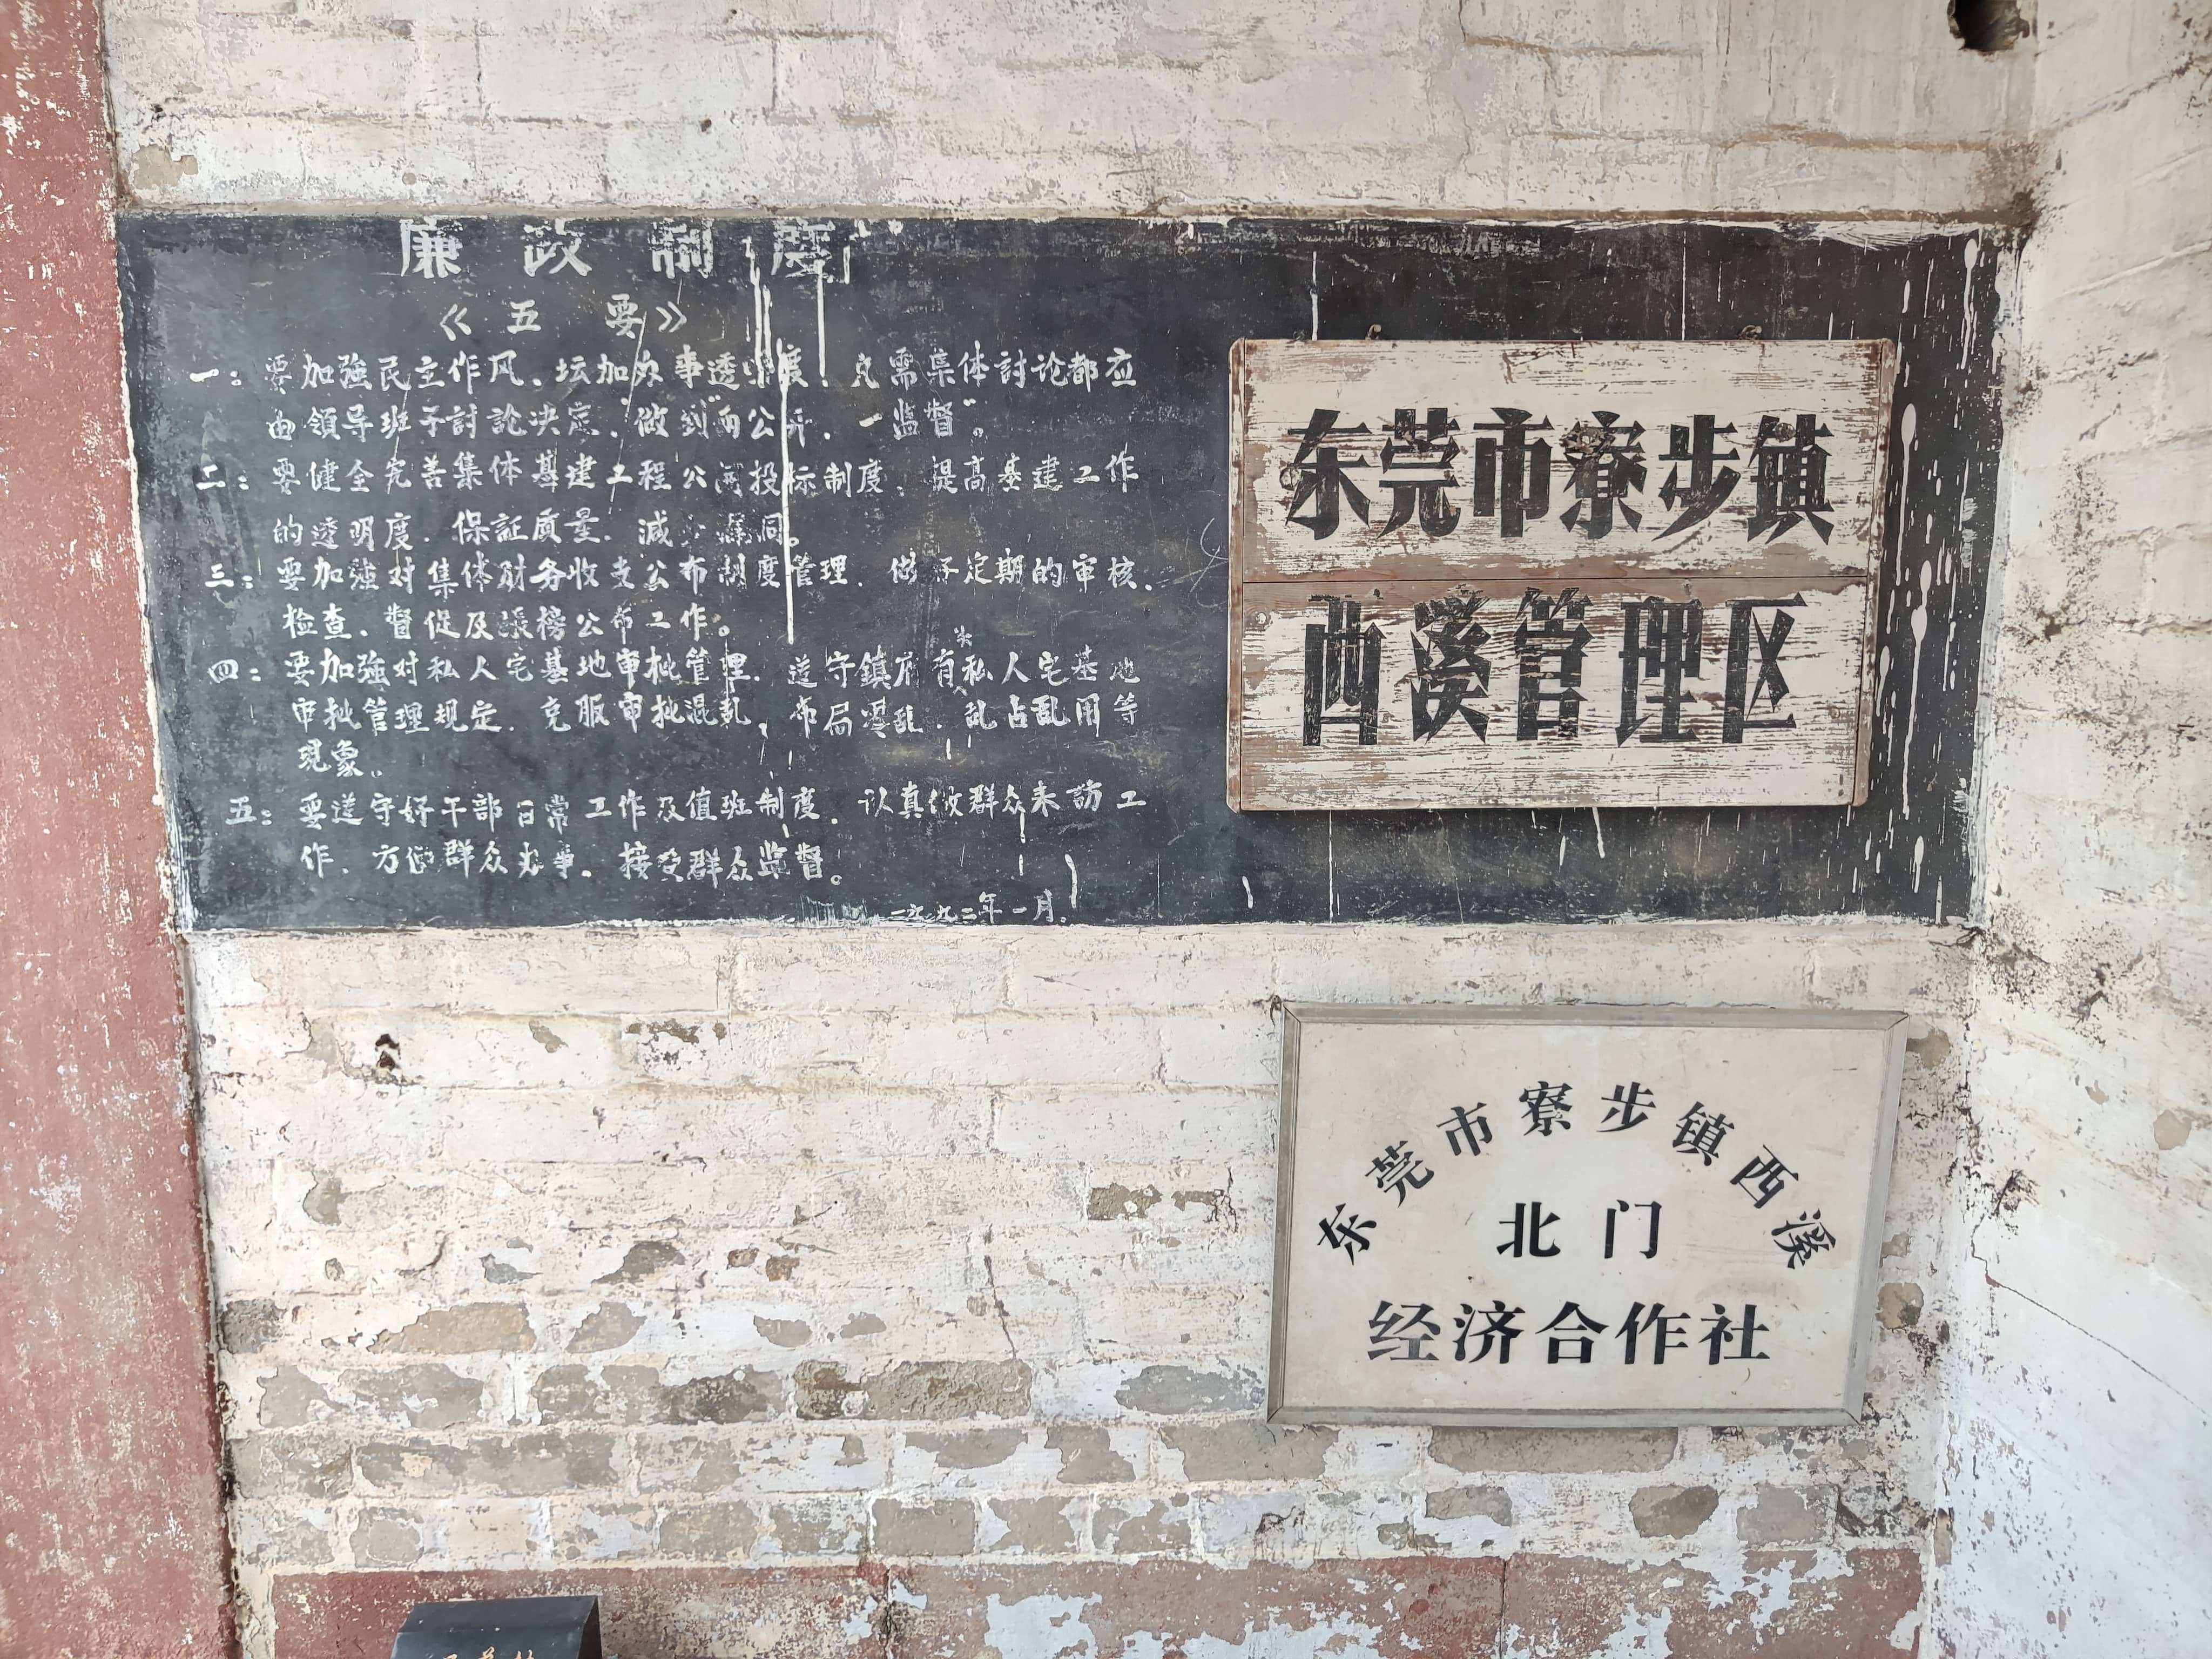 廉政制度
《五要》
一：要加強民主作风、坛加办事透明度，凡需集体討论都应
由領导班子討論决定，做到"两公开，一监督"。
二：要健全完善集体基建工程公开投标制度，提高基建工作
的透明度，保証质量，減少漏洞。
三：要加強对集体财务收支公布制度管理，做好定期的审核、
检查，督促及張榜公布工作。
四：要加強对私人宅基地审批管理，遵守鎮府有关私人宅基地
审批管理规定，克服审批混乱，布局零乱，乱占乱用等
現象。
五：要遵守好干部日常工作及值班制度，认真做群众来訪工
作，方便群众办事，接受群众监督。
一九九二年一月
东莞市寮步镇
西溪管理区
东莞市寮步镇西溪
北门
经济合作社